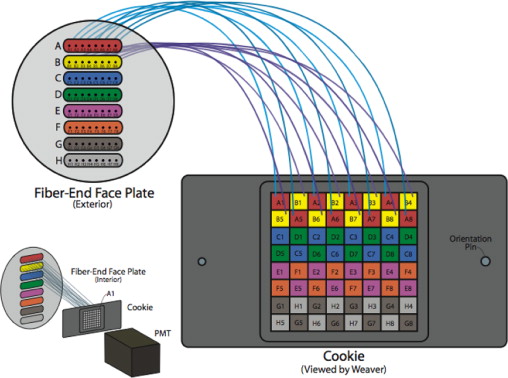 A
B
C
D
E
F
G
H
Fiber-End Face Plate
(Exterior)
A1 B1 A2 B2 A3 B3 A4 B4
B5 A5 B6 A6 B7 A7 B8 A8
C1 D1 C2 D2 C3 D3 C4 D4
D5 C5 D6 C6 D7 C7 D8 C8
E1 F1 E2 F2 E3 F3 E4 F4
F5 E5 F6 E6 F7 E7 F8 E8
G1 H1 G2 H2 G3 H3 G4 H4
H5 G5 H6 G6 H7 G7 H8 G8
Orientation
Pin
Cookie
(Viewed by Weaver)
Fiber-End Face Plate
(Interior)
A1
Cookie
PMT